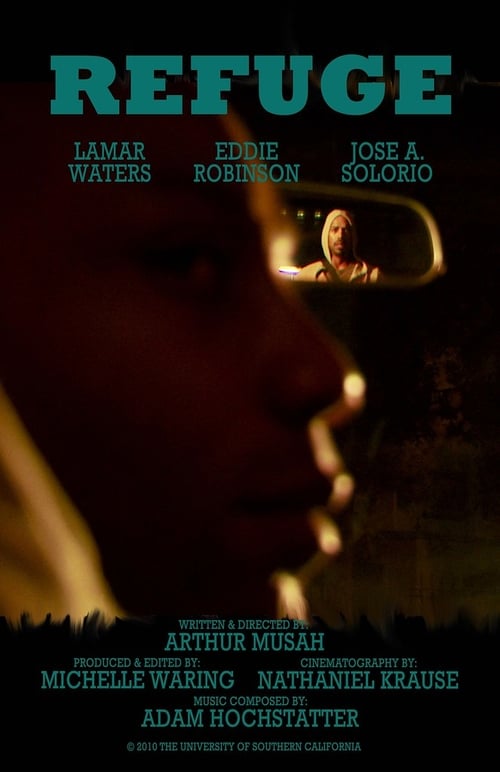 REFUGE
LAMAR WATERS
EDDIE ROBINSON
JOSE A. SOLORIO
WRITTEN & DIRECTED BY:
ARTHUR MUSAH
PRODUCED & EDITED BY:
MICHELLE WARING
CINEMATOGRAPHY BY:
NATHANIEL KRAUSE
MUSIC COMPOSED BY:
ADAM HOCHSTATTER
© 2010 THE UNIVERSITY OF SOUTHERN CALIFORNIA